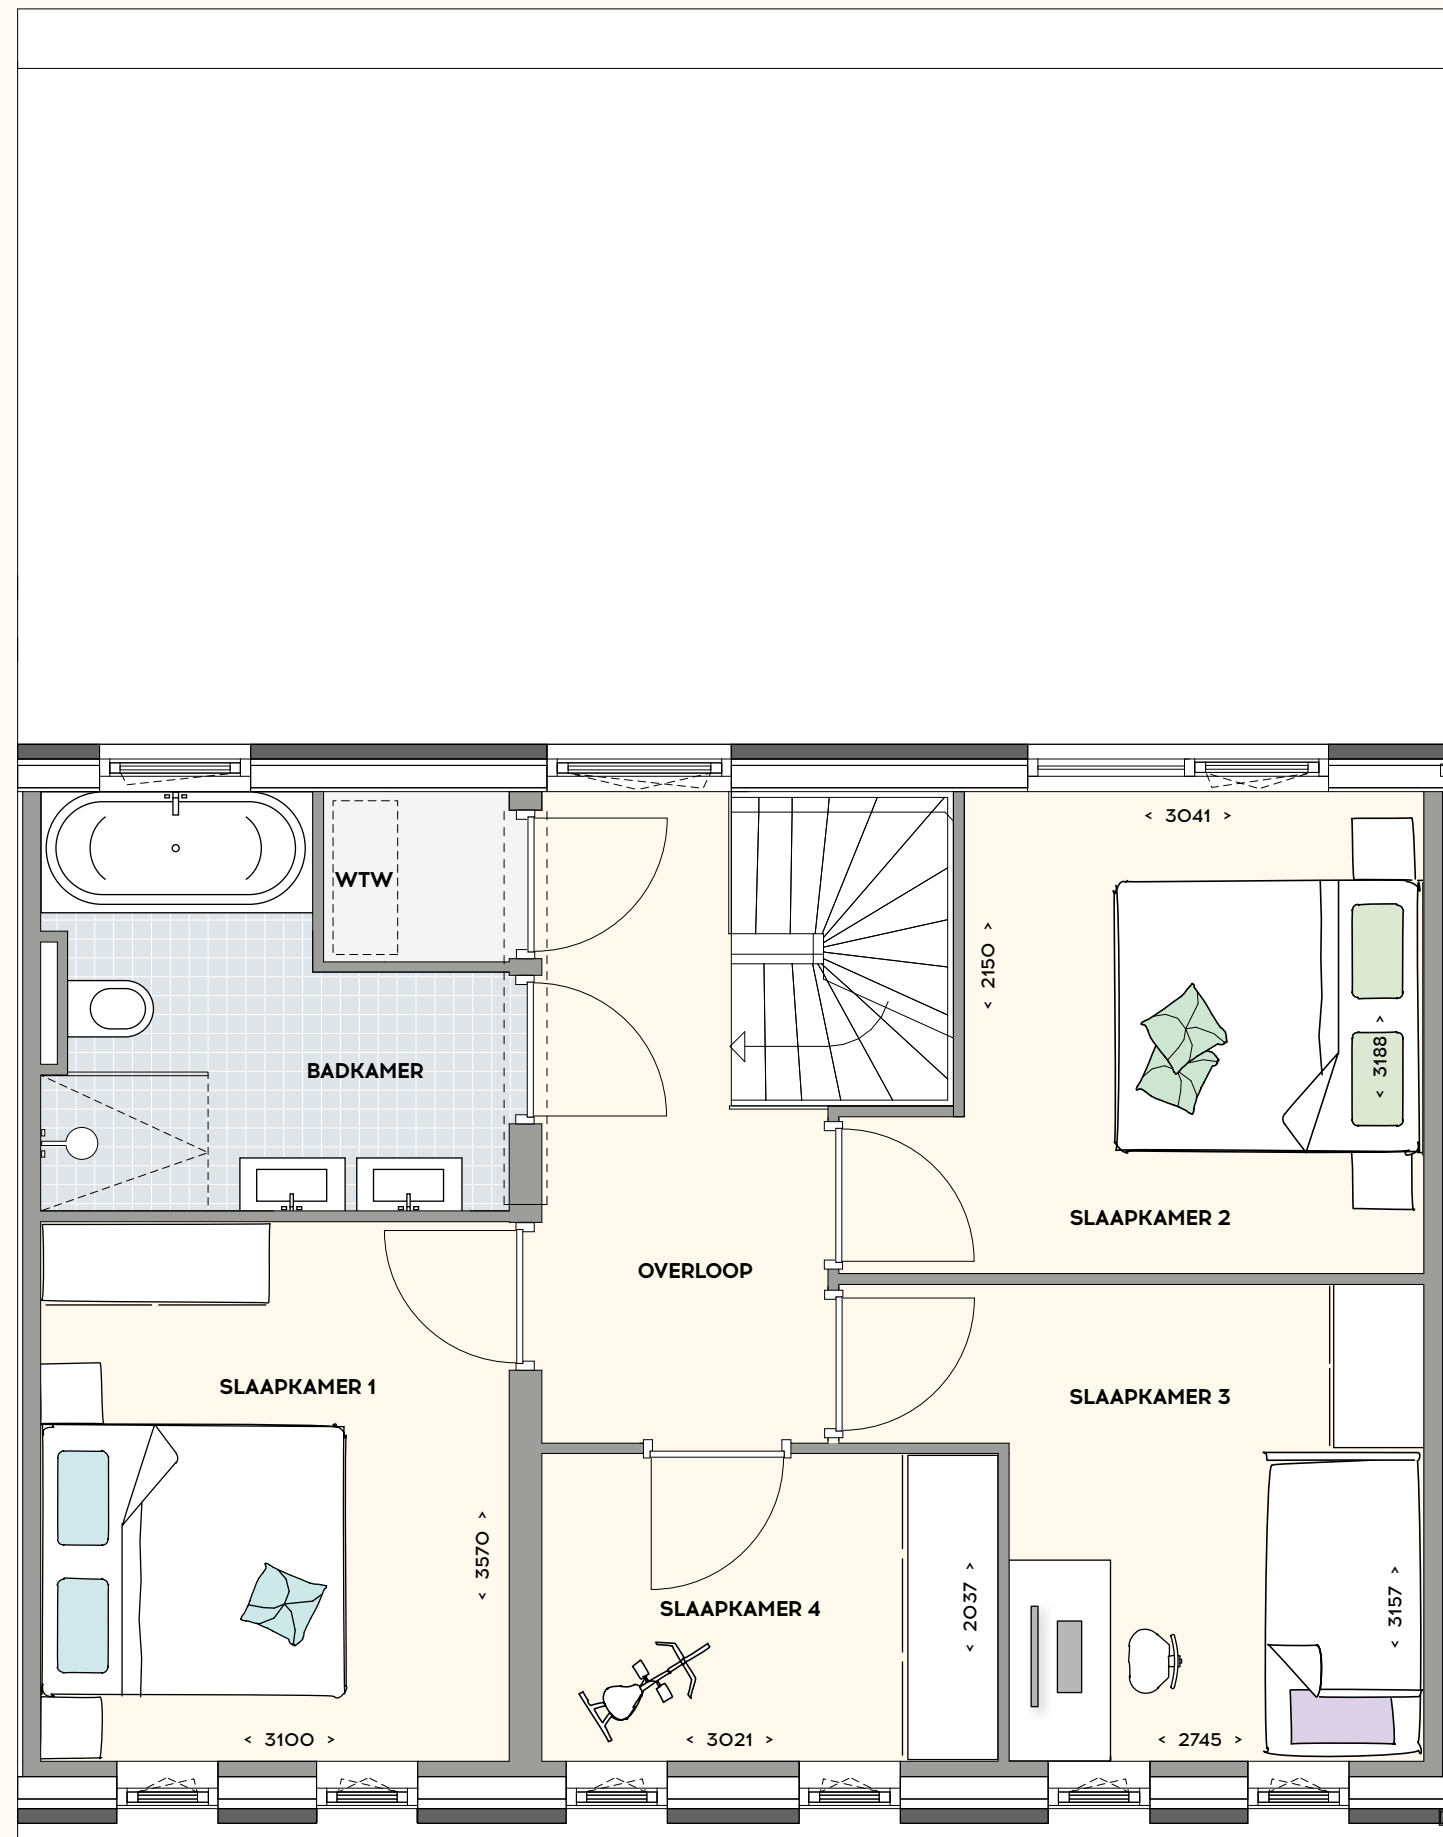 < 3041 >
WTW
< 2150 >
< 3188 >
BADKAMER
SLAAPKAMER 2
OVERLOOP
SLAAPKAMER 1
SLAAPKAMER 3
< 3570 >
SLAAPKAMER 4
< 2037 >
< 3157 >
< 3100 >
< 3021 >
< 2745 >